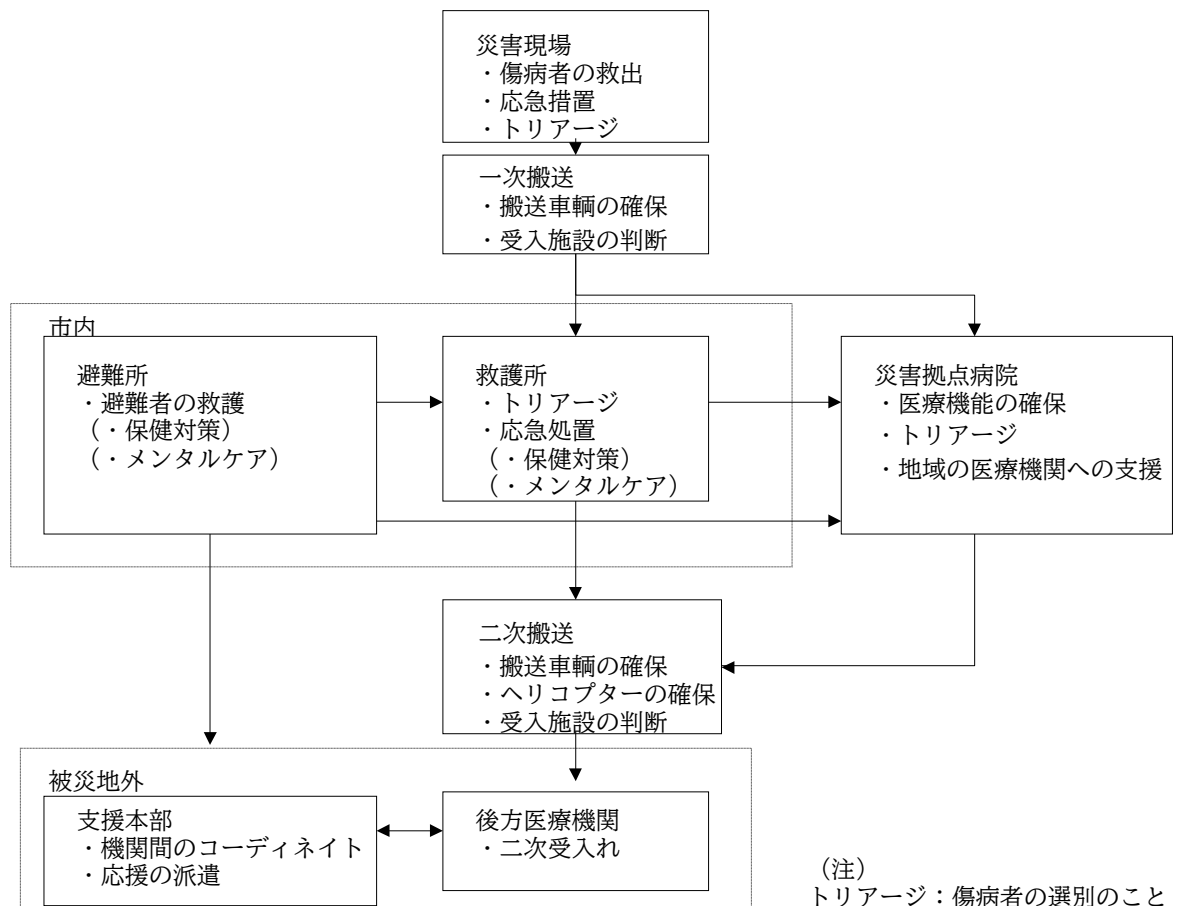 災害現場
・傷病者の救出
・応急措置
・トリアージ
一次搬送
・搬送車輌の確保
・受入施設の判断
市内
避難所
・避難者の救護
（・保健対策）
（・メンタルケア）
救護所
・トリアージ
・応急処置
（・保健対策）
（・メンタルケア）
災害拠点病院
・医療機能の確保
・トリアージ
・地域の医療機関への支援
二次搬送
・搬送車輌の確保
・ヘリコプターの確保
・受入施設の判断
被災地外
支援本部
・機関間のコーディネイト
・応援の派遣
後方医療機関
・二次受入れ
（注）
トリアージ：傷病者の選別のこと